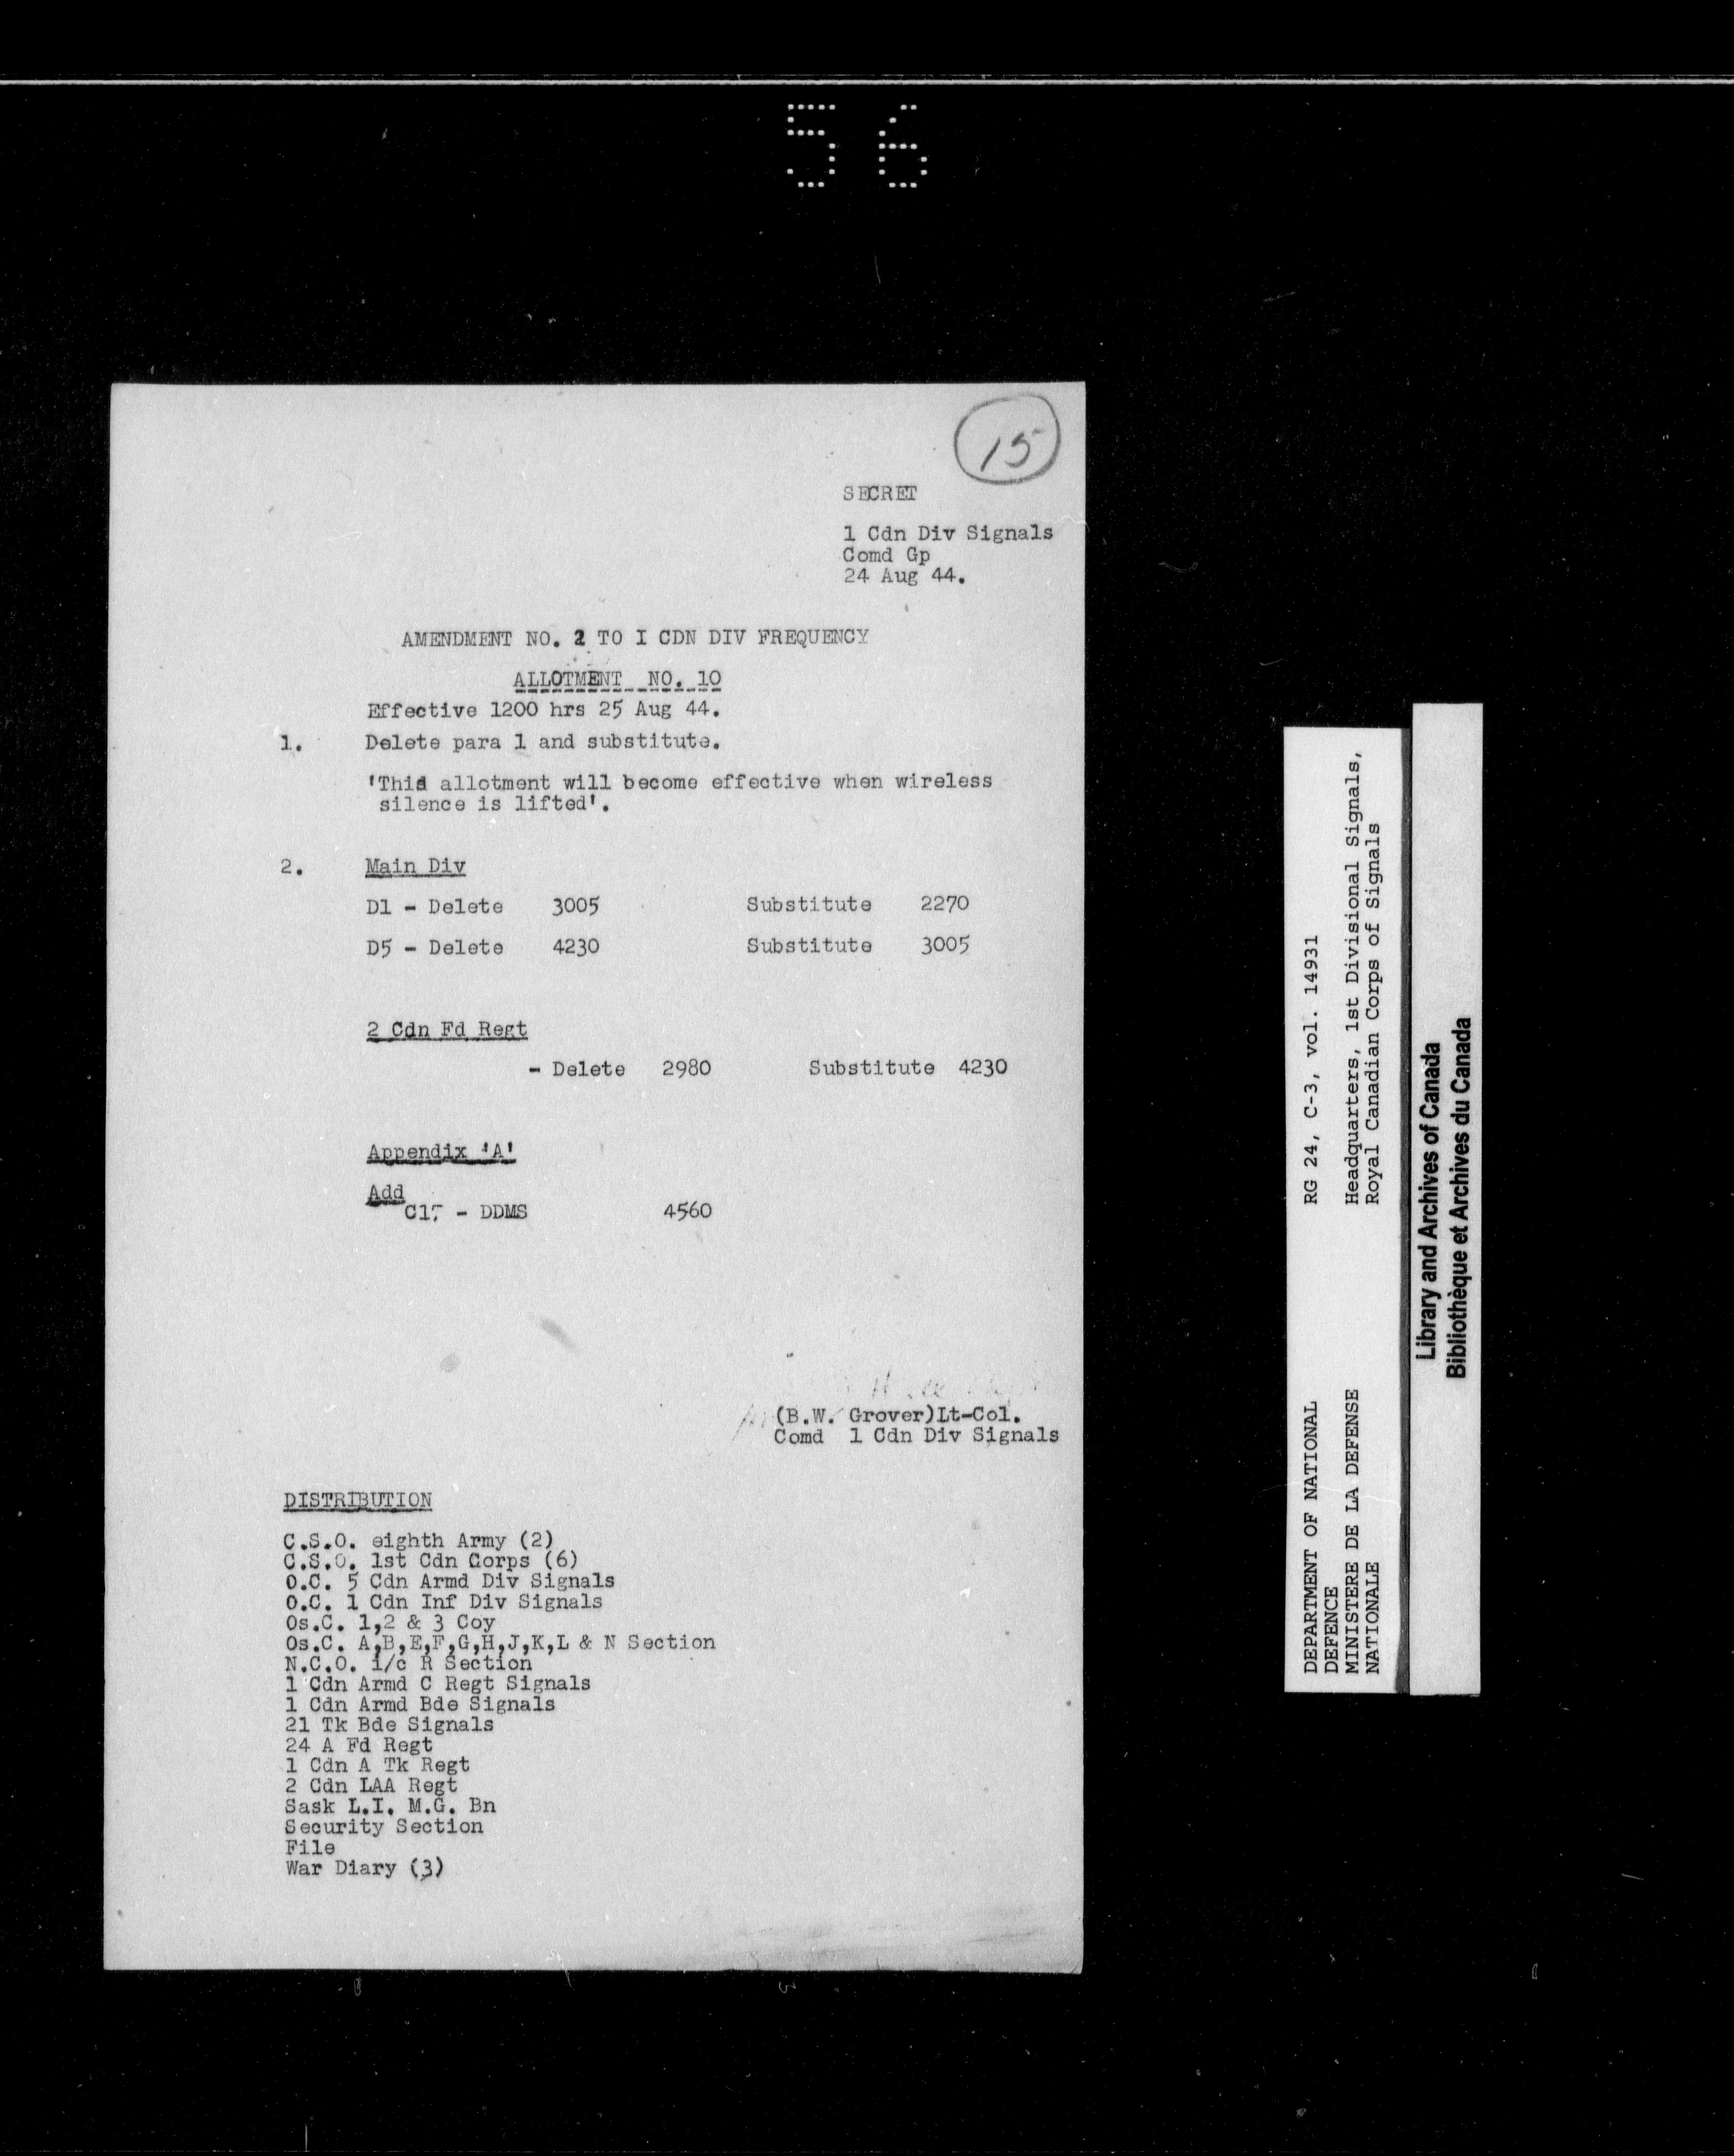 56
15
SECRET
1 Cdn Div Signals
Comd Gp
24 Aug 44.
AMENDMENT NO. 2 TO I CDN DIV FREQUENCY
ALLOTMENT NO. 10
Effective 1200 hrs 25 Aug 44.
1. Delete para 1 and substitute.
'This allotment will become effective when wireless
silence is lifted'.
2. Main Div
D1 - Delete 3005 Substitute 2270
D5 - Delete 4230 Substitute 3005
2 Cdn Fd Regt
- Delete 2980 Substitute 4230
Appendix 'A'
Add
C17 - DDMS 4560
(B.W. Grover)Lt-Col.
Comd 1 Cdn Div Signals
DISTRIBUTION
C.S.O. eighth Army (2)
C.S.O. 1st Cdn Corps (6)
O.C. 5 Cdn Armd Div Signals
O.C. 1 Cdn Inf Div Signals
Os.C. 1,2 & 3 Coy
Os.C. A,B,E,F,G,H,J,K,L & N Section
N.C.O. i/c R Section
1 Cdn Armd C Regt Signals
1 Cdn Armd Bde Signals
21 Tk Bde Signals
24 A Fd Regt
1 Cdn A Tk Regt
2 Cdn LAA Regt
Sask L.I. M.G. Bn
Security Section
File
War Diary (3)
DEPARTMENT OF NATIONAL
DEFENCE
MINISTERE DE LA DEFENSE
NATIONALE
RG 24, C-3, vol. 14931
Headquarters, 1st Divisional Signals,
Royal Canadian Corps of Signals
Library and Archives of Canada
Bibliothèque et Archives du Canada